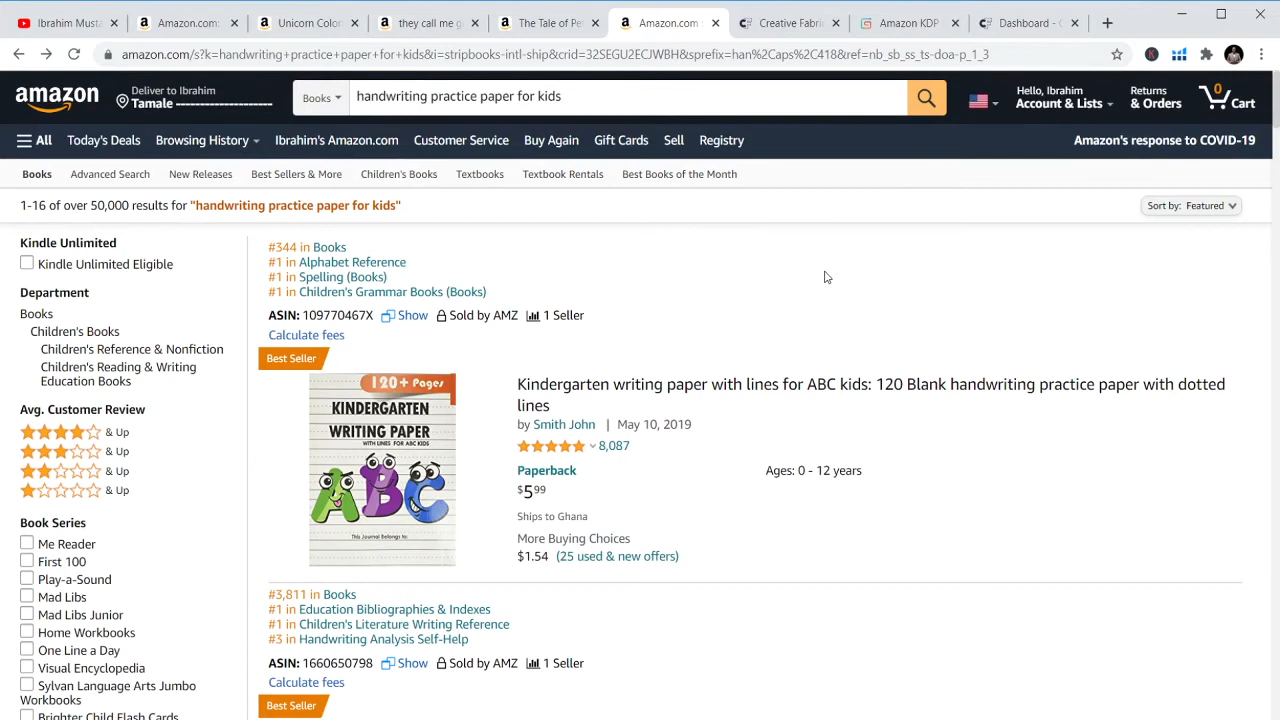 Ibrahim Musta
Amazon.com:
Unicorn Color
they call me g
The Tale of Pe
Amazon.com
Creative Fabri
Amazon KDP
Dashboard - C
amazon.com/s?k=handwriting+practice+paper+for+kids&i=stripbooks-intl-ship&crid=32SEGU2ECJWBH&sprefix=han%2Caps%2C418&ref=nb_sb_ss_ts-doa-p_1_3
amazon
Deliver to Ibrahim
Tamale
Books
handwriting practice paper for kids
Hello, Ibrahim
Account & Lists
Returns
& Orders
0
Cart
All
Today's Deals
Browsing History
Ibrahim's Amazon.com
Customer Service
Buy Again
Gift Cards
Sell
Registry
Amazon's response to COVID-19
Books
Advanced Search
New Releases
Best Sellers & More
Children's Books
Textbooks
Textbook Rentals
Best Books of the Month
1-16 of over 50,000 results for "handwriting practice paper for kids"
Sort by: Featured
Kindle Unlimited
Kindle Unlimited Eligible
Department
Books
Children's Books
Children's Reference & Nonfiction
Children's Reading & Writing
Education Books
Avg. Customer Review
& Up
& Up
& Up
& Up
Book Series
Me Reader
First 100
Play-a-Sound
Mad Libs
Mad Libs Junior
Home Workbooks
One Line a Day
Visual Encyclopedia
Sylvan Language Arts Jumbo
Workbooks
Brighter Child Flash Cards
#344 in Books
#1 in Alphabet Reference
#1 in Spelling (Books)
#1 in Children's Grammar Books (Books)
ASIN: 109770467X Show Sold by AMZ 1 Seller
Calculate fees
Best Seller
120+ Pages
KINDERGARTEN
WRITING PAPER
WITH LINES FOR ABC KIDS
ABC
This Journal Belongs to:
Kindergarten writing paper with lines for ABC kids: 120 Blank handwriting practice paper with dotted
lines
by Smith John | May 10, 2019
8,087
Paperback
Ages: 0 - 12 years
$5.99
Ships to Ghana
More Buying Choices
$1.54 (25 used & new offers)
#3,811 in Books
#1 in Education Bibliographies & Indexes
#1 in Children's Literature Writing Reference
#3 in Handwriting Analysis Self-Help
ASIN: 1660650798 Show Sold by AMZ 1 Seller
Calculate fees
Best Seller